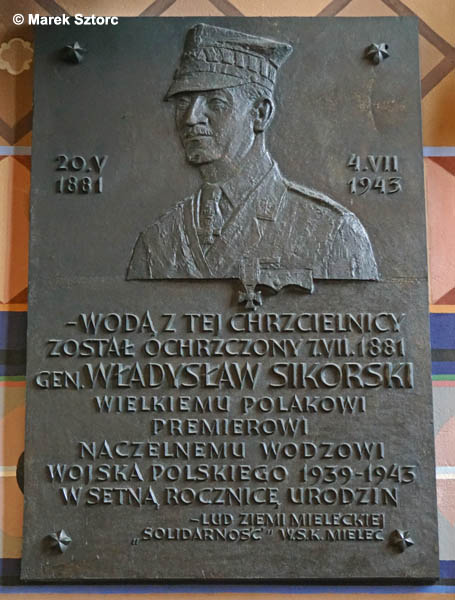 © Marek Sztorc
20.V
1881
4.VII
1943
-WODĄ Z TEJ CHRZCIELNICY
ZOSTAŁ OCHRZCZONY 7.VII.1881
GEN. WŁADYSŁAW SIKORSKI
WIELKIEMU POLAKOWI
PREMIEROWI
NACZELNEMU WODZOWI
WOJSKA POLSKIEGO 1939-1943
W SETNĄ ROCZNICĘ URODZIN
-LUD ZIEMI MIELECKIEJ
„SOLIDARNOŚĆ" W.S.K. MIELEC